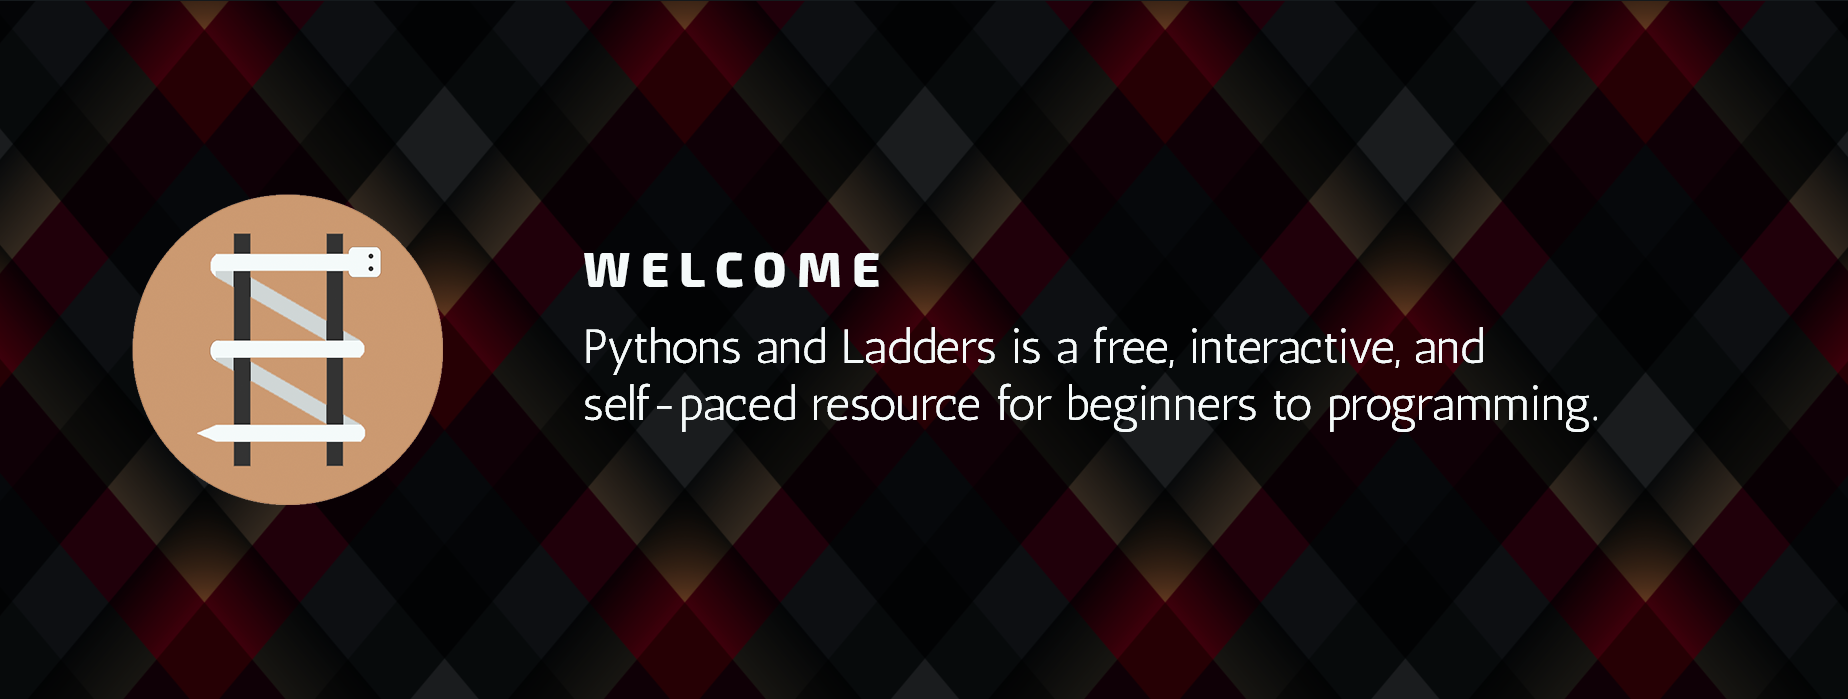 WELCOME
Pythons and Ladders is a free, interactive, and
self-paced resource for beginners to programming.